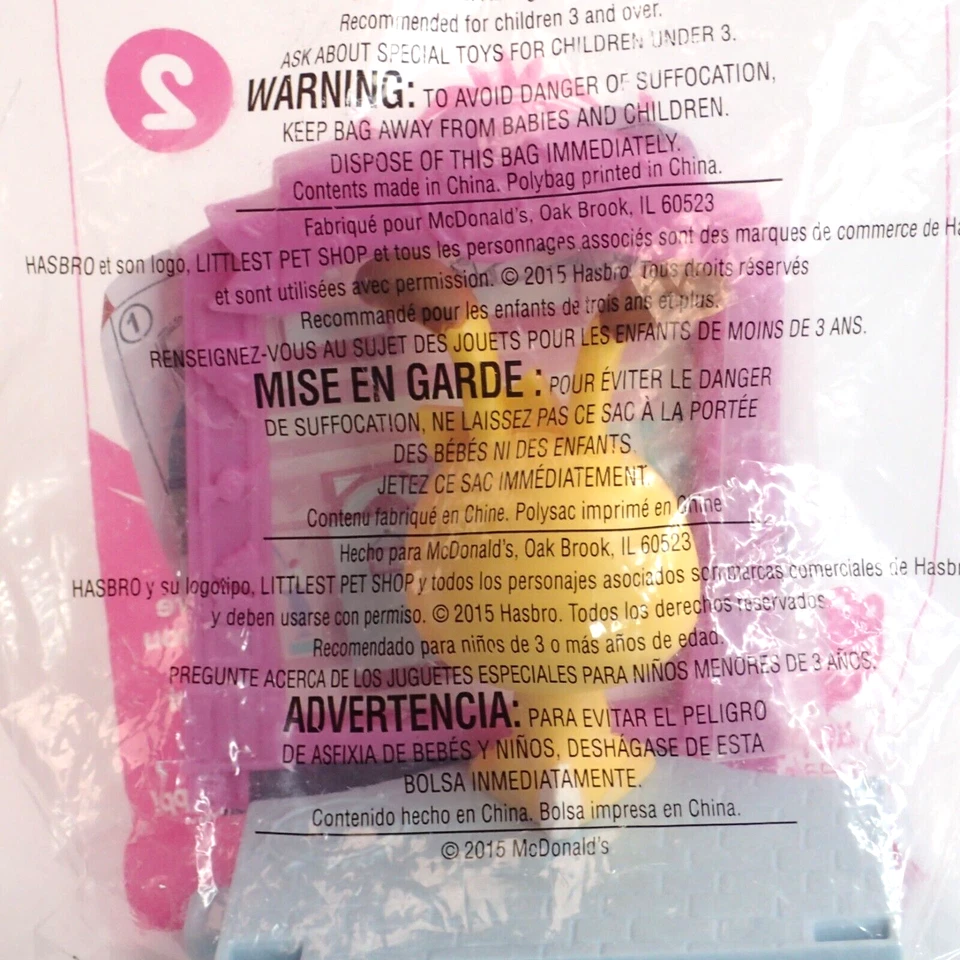 Recommended for children 3 and over.
ASK ABOUT SPECIAL TOYS FOR CHILDREN UNDER 3.
2
WARNING: TO AVOID DANGER OF SUFFOCATION,
KEEP BAG AWAY FROM BABIES AND CHILDREN.
DISPOSE OF THIS BAG IMMEDIATELY.
Contents made in China. Polybag printed in China.
Fabriqué pour McDonald's, Oak Brook, IL 60523
HASBRO et son logo, LITTLEST PET SHOP et tous les personnages associés sont des marques de commerce de Ha
et sont utilisées avec permission. © 2015 Hasbro. Tous droits réservés
Recommandé pour les enfants de trois ans et plus.
1
RENSEIGNEZ-VOUS AU SUJET DES JOUETS POUR LES ENFANTS DE MOINS DE 3 ANS.
MISE EN GARDE : POUR ÉVITER LE DANGER
DE SUFFOCATION, NE LAISSEZ PAS CE SAC À LA PORTÉE
DES BÉBÉS NI DES ENFANTS.
JETEZ CE SAC IMMÉDIATEMENT.
Contenu fabriqué en Chine. Polysac imprimé en Chine
Hecho para McDonald's, Oak Brook, IL 60523
HASBRO y su logotipo, LITTLEST PET SHOP y todos los personajes asociados son marcas comerciales de Hasb
y deben usarse con permiso. © 2015 Hasbro. Todos los derechos reservados.
Recomendado para niños de 3 o más años de edad.
PREGUNTE ACERCA DE LOS JUGUETES ESPECIALES PARA NIÑOS MENORES DE 3 AÑOS.
ADVERTENCIA: PARA EVITAR EL PELIGRO
DE ASFIXIA DE BEBÉS Y NIÑOS, DESHÁGASE DE ESTA
BOLSA INMEDIATAMENTE.
Contenido hecho en China. Bolsa impresa en China.
© 2015 McDonald's